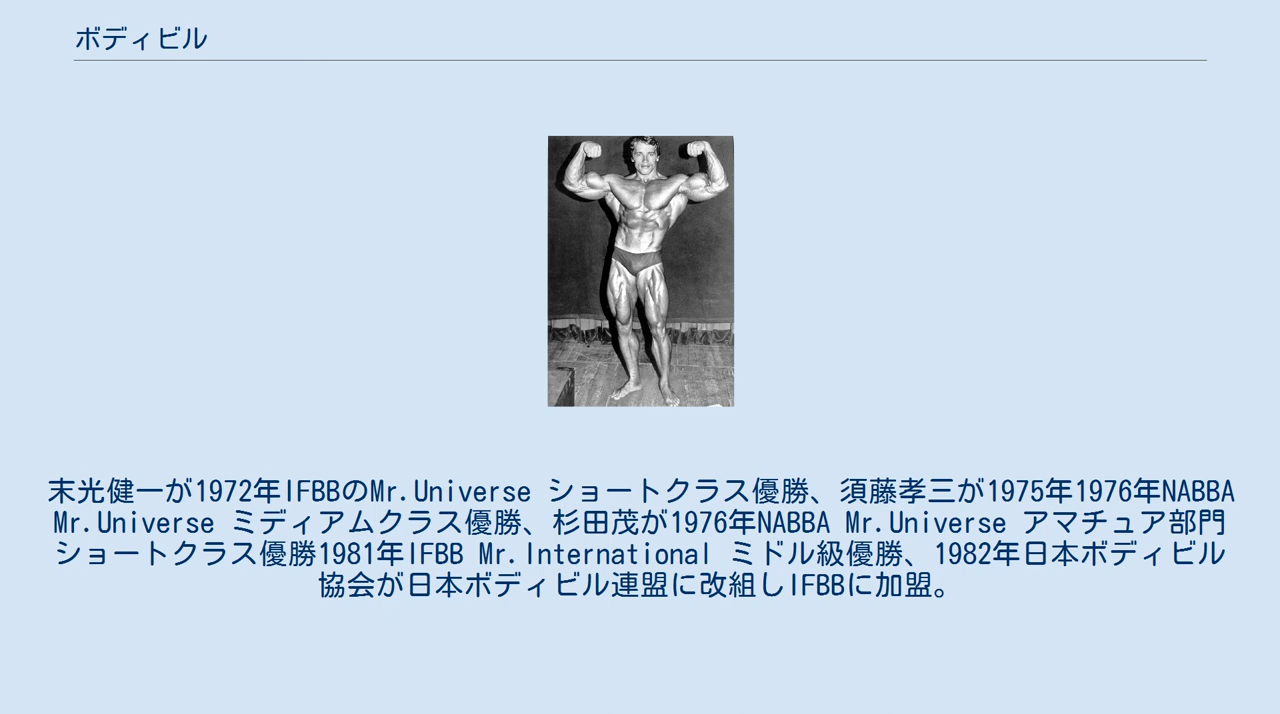 ボディビル
末光健一が1972年IFBBのMr.Universe ショートクラス優勝、須藤孝三が1975年1976年NABBA
Mr.Universe ミディアムクラス優勝、杉田茂が1976年NABBA Mr.Universe アマチュア部門
ショートクラス優勝1981年IFBB Mr.International ミドル級優勝、1982年日本ボディビル
協会が日本ボディビル連盟に改組しIFBBに加盟。